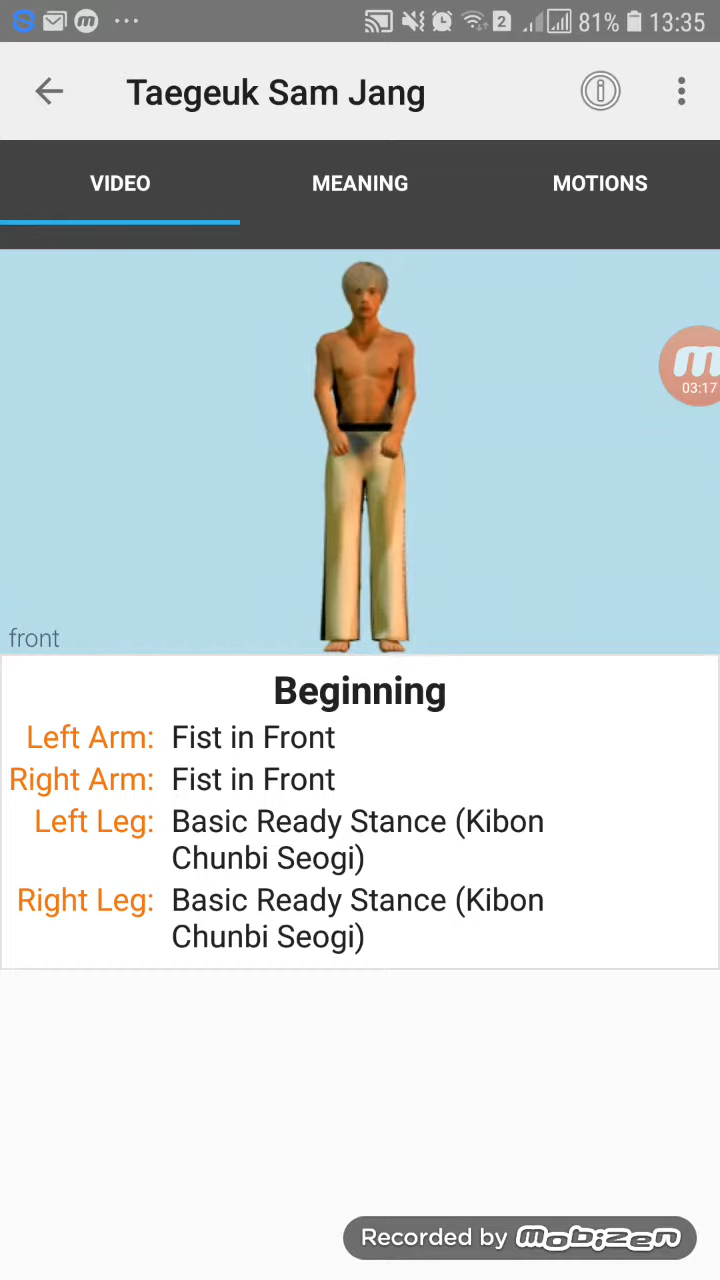 2 81% 13:35
Taegeuk Sam Jang
VIDEO MEANING MOTIONS
m
03:17
front
Beginning
Left Arm: Fist in Front
Right Arm: Fist in Front
Left Leg: Basic Ready Stance (Kibon
Chunbi Seogi)
Right Leg: Basic Ready Stance (Kibon
Chunbi Seogi)
Recorded by mobizen